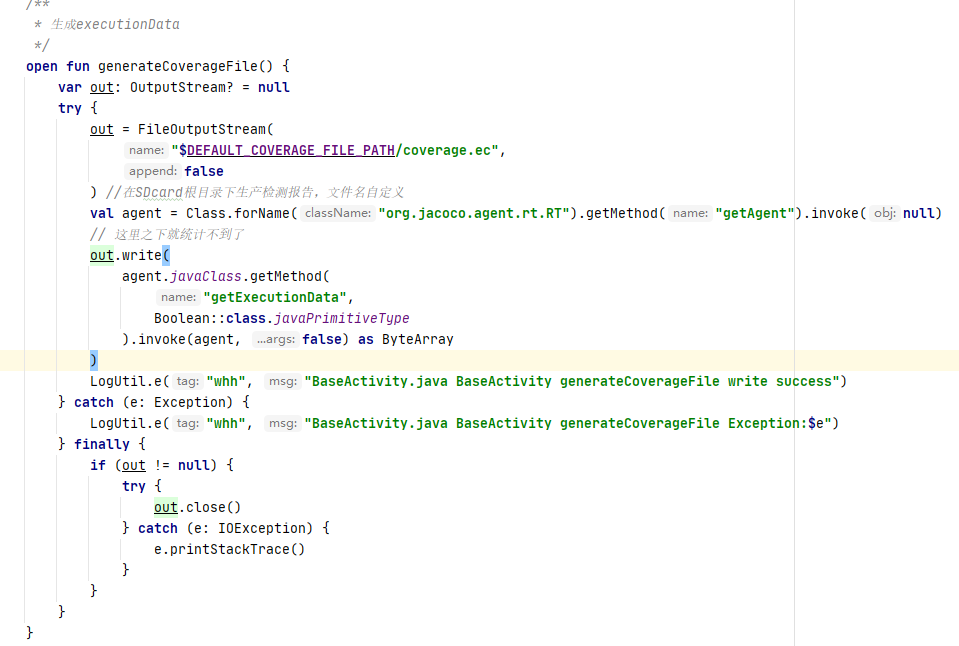 /**
* 生成executionData
*/
open fun generateCoverageFile() {
var out: OutputStream? = null
try {
out = FileOutputStream(
name: "$DEFAULT_COVERAGE_FILE_PATH/coverage.ec",
append: false
) //在SDcard根目录下生产检测报告，文件名自定义
val agent = Class.forName( className: "org.jacoco.agent.rt.RT").getMethod( name: "getAgent").invoke( obj: null)
// 这里之下就统计不到了
out.write(
agent.javaClass.getMethod(
name: "getExecutionData",
Boolean::class.javaPrimitiveType
).invoke(agent, ...args: false) as ByteArray
)
LogUtil.e( tag: "whh", msg: "BaseActivity.java BaseActivity generateCoverageFile write success")
} catch (e: Exception) {
LogUtil.e( tag: "whh", msg: "BaseActivity.java BaseActivity generateCoverageFile Exception:$e")
} finally {
if (out != null) {
try {
out.close()
} catch (e: IOException) {
e.printStackTrace()
}
}
}
}